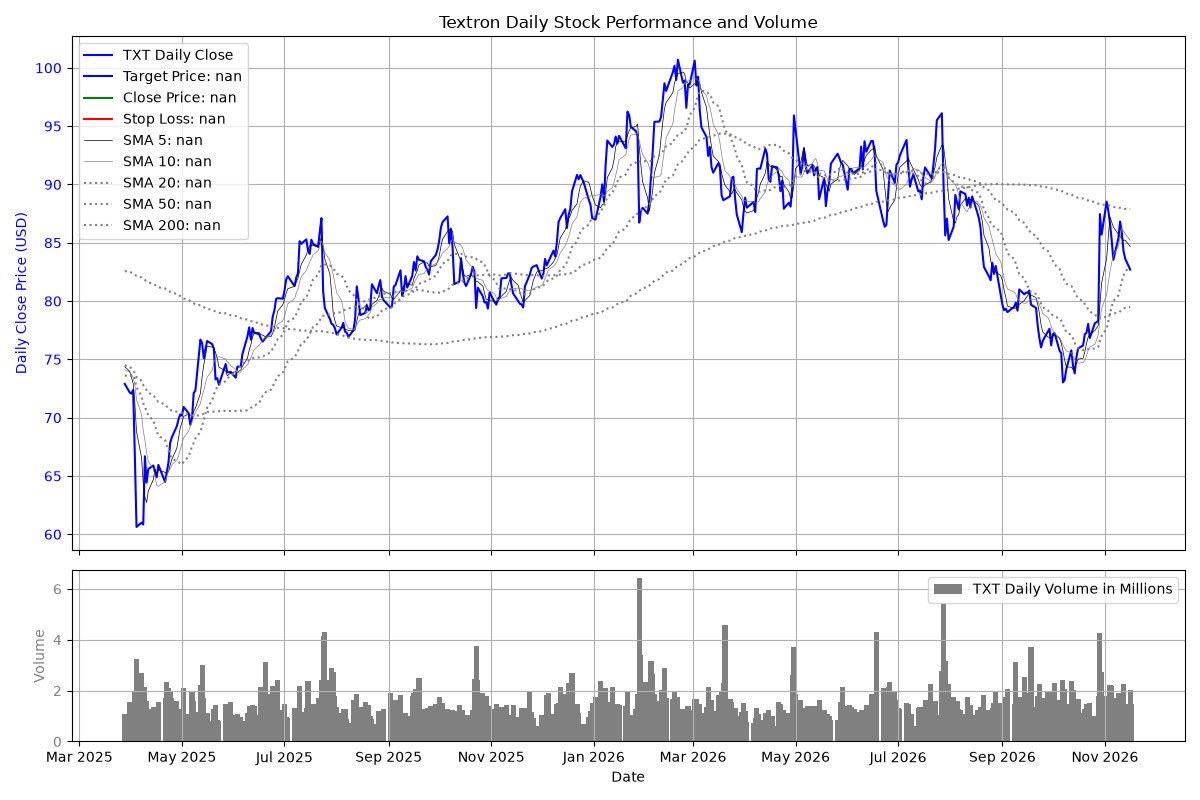 Textron Daily Stock Performance and Volume
TXT Daily Close
Target Price: nan
Close Price: nan
Stop Loss: nan
SMA 5: nan
SMA 10: nan
SMA 20: nan
SMA 50: nan
SMA 200: nan
Daily Close Price (USD)
100
95
90
85
80
75
70
65
60
TXT Daily Volume in Millions
Volume
6
4
2
0
Mar 2025 May 2025 Jul 2025 Sep 2025 Nov 2025 Jan 2026 Mar 2026 May 2026 Jul 2026 Sep 2026 Nov 2026
Date